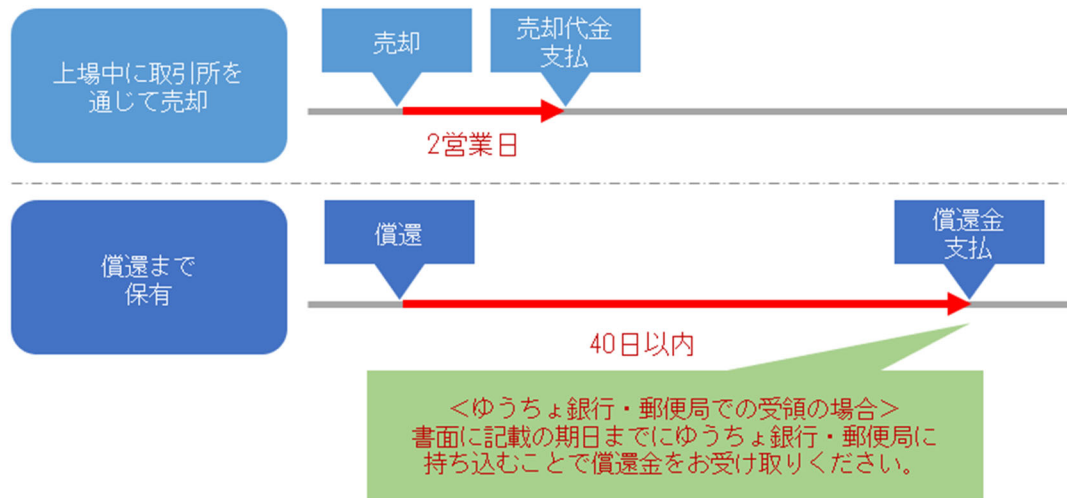 上場中に取引所を
通じて売却
売却
売却代金
支払
2営業日
償還まで
保有
償還
償還金
支払
40日以内
＜ゆうちょ銀行・郵便局での受領の場合＞
書面に記載の期日までにゆうちょ銀行・郵便局に
持ち込むことで償還金をお受け取りください。